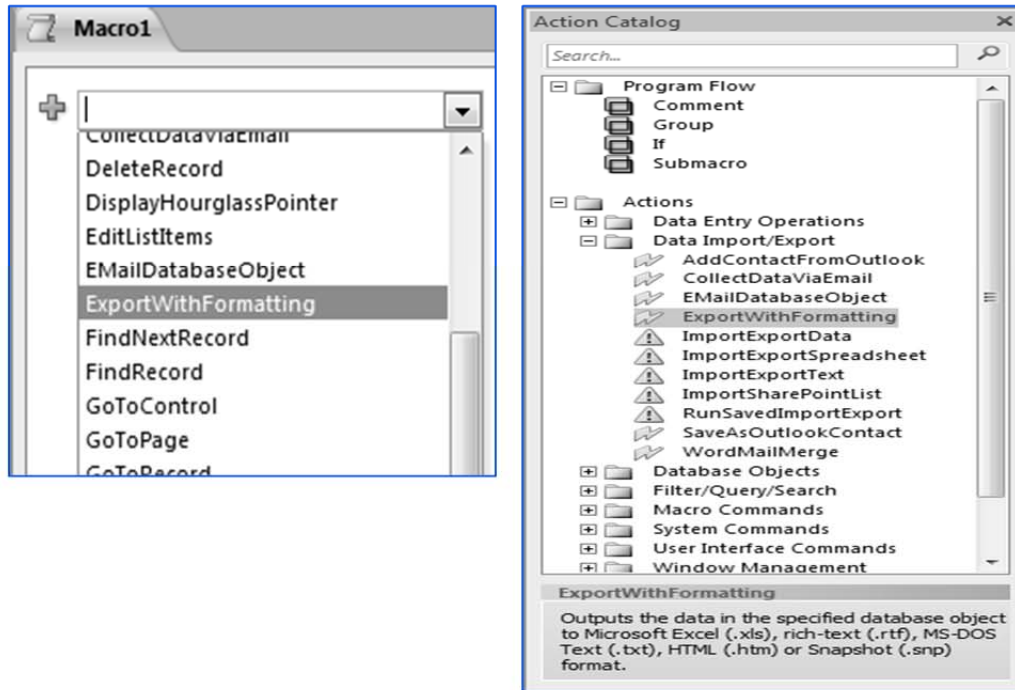 Macro1
CollectDataViaEmail
DeleteRecord
DisplayHourglassPointer
EditListItems
EMailDatabaseObject
ExportWithFormatting
FindNextRecord
FindRecord
GoToControl
GoToPage
GoToRecord
Action Catalog
Search...
Program Flow
Comment
Group
If
Submacro
Actions
Data Entry Operations
Data Import/Export
AddContactFromOutlook
CollectDataViaEmail
EMailDatabaseObject
ExportWithFormatting
ImportExportData
ImportExportSpreadsheet
ImportExportText
ImportSharePointList
RunSavedImportExport
SaveAsOutlookContact
WordMailMerge
Database Objects
Filter/Query/Search
Macro Commands
System Commands
User Interface Commands
Window Management
ExportWithFormatting
Outputs the data in the specified database object
to Microsoft Excel (.xls), rich-text (.rtf), MS-DOS
Text (.txt), HTML (.htm) or Snapshot (.snp)
format.